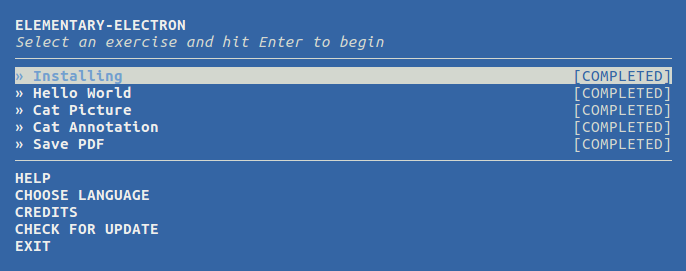 ELEMENTARY-ELECTRON
Select an exercise and hit Enter to begin
» Installing [COMPLETED]
» Hello World [COMPLETED]
» Cat Picture [COMPLETED]
» Cat Annotation [COMPLETED]
» Save PDF [COMPLETED]
HELP
CHOOSE LANGUAGE
CREDITS
CHECK FOR UPDATE
EXIT